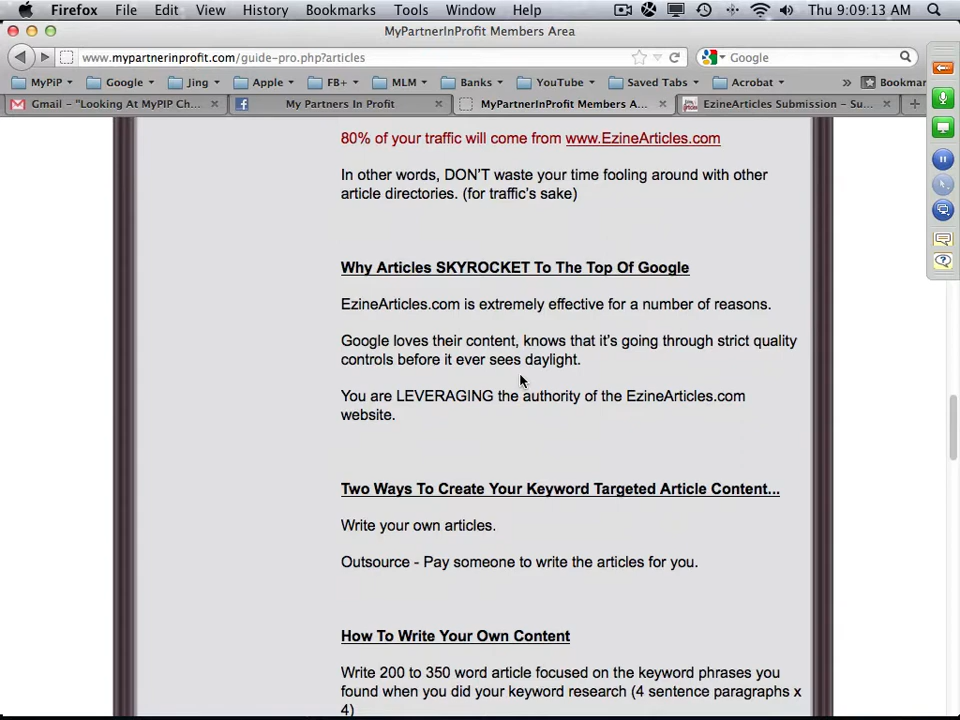 Firefox File Edit View History Bookmarks Tools Window Help Thu 9:09:13 AM
MyPartnerInProfit Members Area
www.mypartnerinprofit.com/guide-pro.php?articles Google
MyPiP Google Jing Apple FB+ MLM Banks YouTube Saved Tabs Acrobat » Bookmar
Gmail - "Looking At MyPIP Ch... My Partners In Profit MyPartnerInProfit Members A... EzineArticles Submission - Su...
80% of your traffic will come from www.EzineArticles.com
In other words, DON'T waste your time fooling around with other
article directories. (for traffic's sake)
Why Articles SKYROCKET To The Top Of Google
EzineArticles.com is extremely effective for a number of reasons.
Google loves their content, knows that it's going through strict quality
controls before it ever sees daylight.
You are LEVERAGING the authority of the EzineArticles.com
website.
Two Ways To Create Your Keyword Targeted Article Content...
Write your own articles.
Outsource - Pay someone to write the articles for you.
How To Write Your Own Content
Write 200 to 350 word article focused on the keyword phrases you
found when you did your keyword research (4 sentence paragraphs x
4)